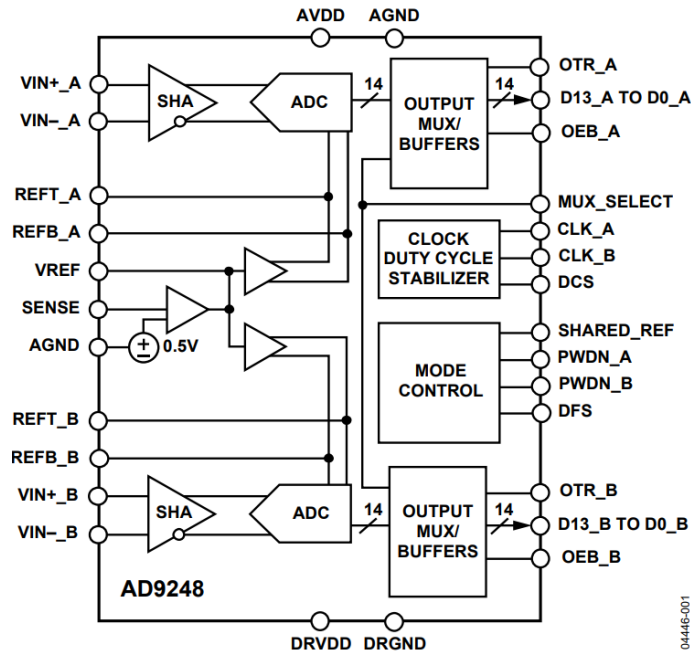 AVDD AGND
VIN+_A
VIN–_A
SHA
ADC
14
OUTPUT
MUX/
BUFFERS
14
OTR_A
D13_A TO D0_A
OEB_A
REFT_A
REFB_A
VREF
SENSE
AGND
0.5V
MUX_SELECT
CLOCK
DUTY CYCLE
STABILIZER
CLK_A
CLK_B
DCS
MODE
CONTROL
SHARED_REF
PWDN_A
PWDN_B
DFS
REFT_B
REFB_B
VIN+_B
VIN–_B
SHA
ADC
14
OUTPUT
MUX/
BUFFERS
14
OTR_B
D13_B TO D0_B
OEB_B
AD9248
DRVDD DRGND
04446-001